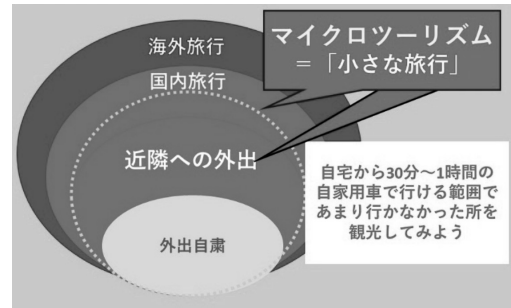 海外旅行
国内旅行
近隣への外出
外出自粛
マイクロツーリズム
=「小さな旅行」
自宅から30分~1時間の
自家用車で行ける範囲で
あまり行かなかった所を
観光してみよう